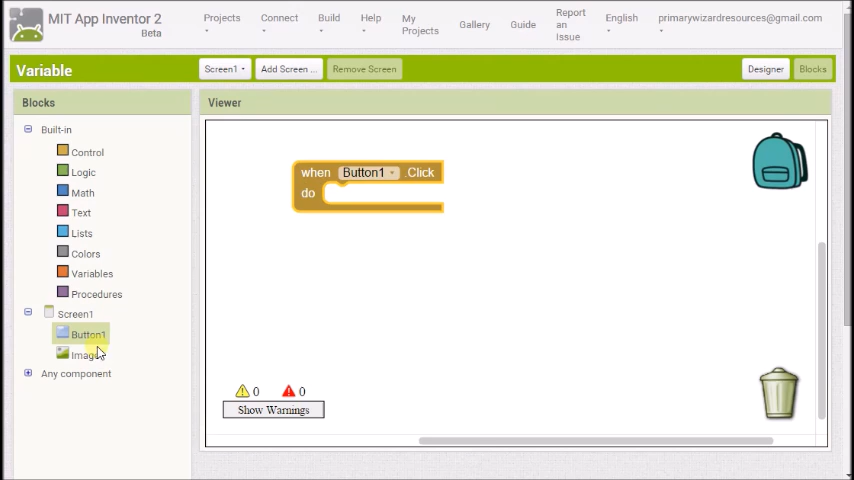 MIT App Inventor 2
Beta
Projects
Connect
Build
Help
My
Projects
Gallery
Guide
Report
an
Issue
English
primarywizardresources@gmail.com
Variable
Screen1
Add Screen ...
Remove Screen
Designer
Blocks
Blocks
Viewer
Built-in
Control
Logic
Math
Text
Lists
Colors
Variables
Procedures
Screen1
Button1
Image
Any component
when Button1 .Click
do
0 0
Show Warnings